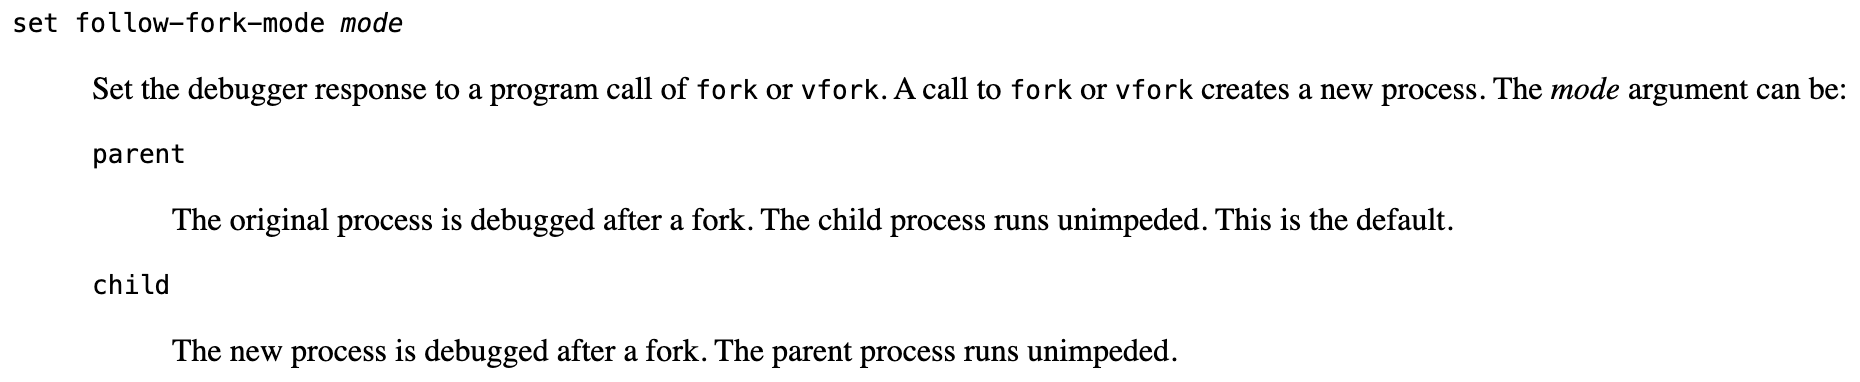 set follow-fork-mode mode
Set the debugger response to a program call of fork or vfork. A call to fork or vfork creates a new process. The mode argument can be:
parent
The original process is debugged after a fork. The child process runs unimpeded. This is the default.
child
The new process is debugged after a fork. The parent process runs unimpeded.